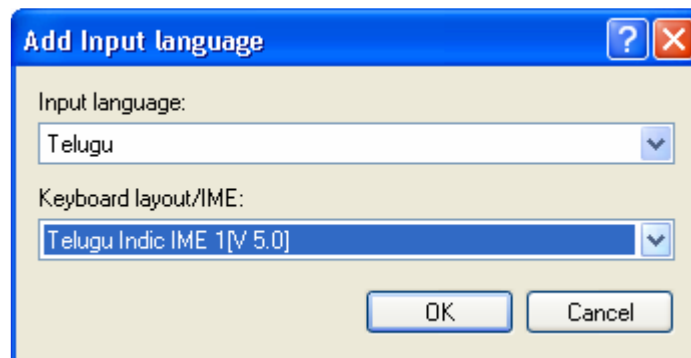 Add Input language
Input language:
Telugu
Keyboard layout/IME:
Telugu Indic IME 1[V 5.0]
OK Cancel